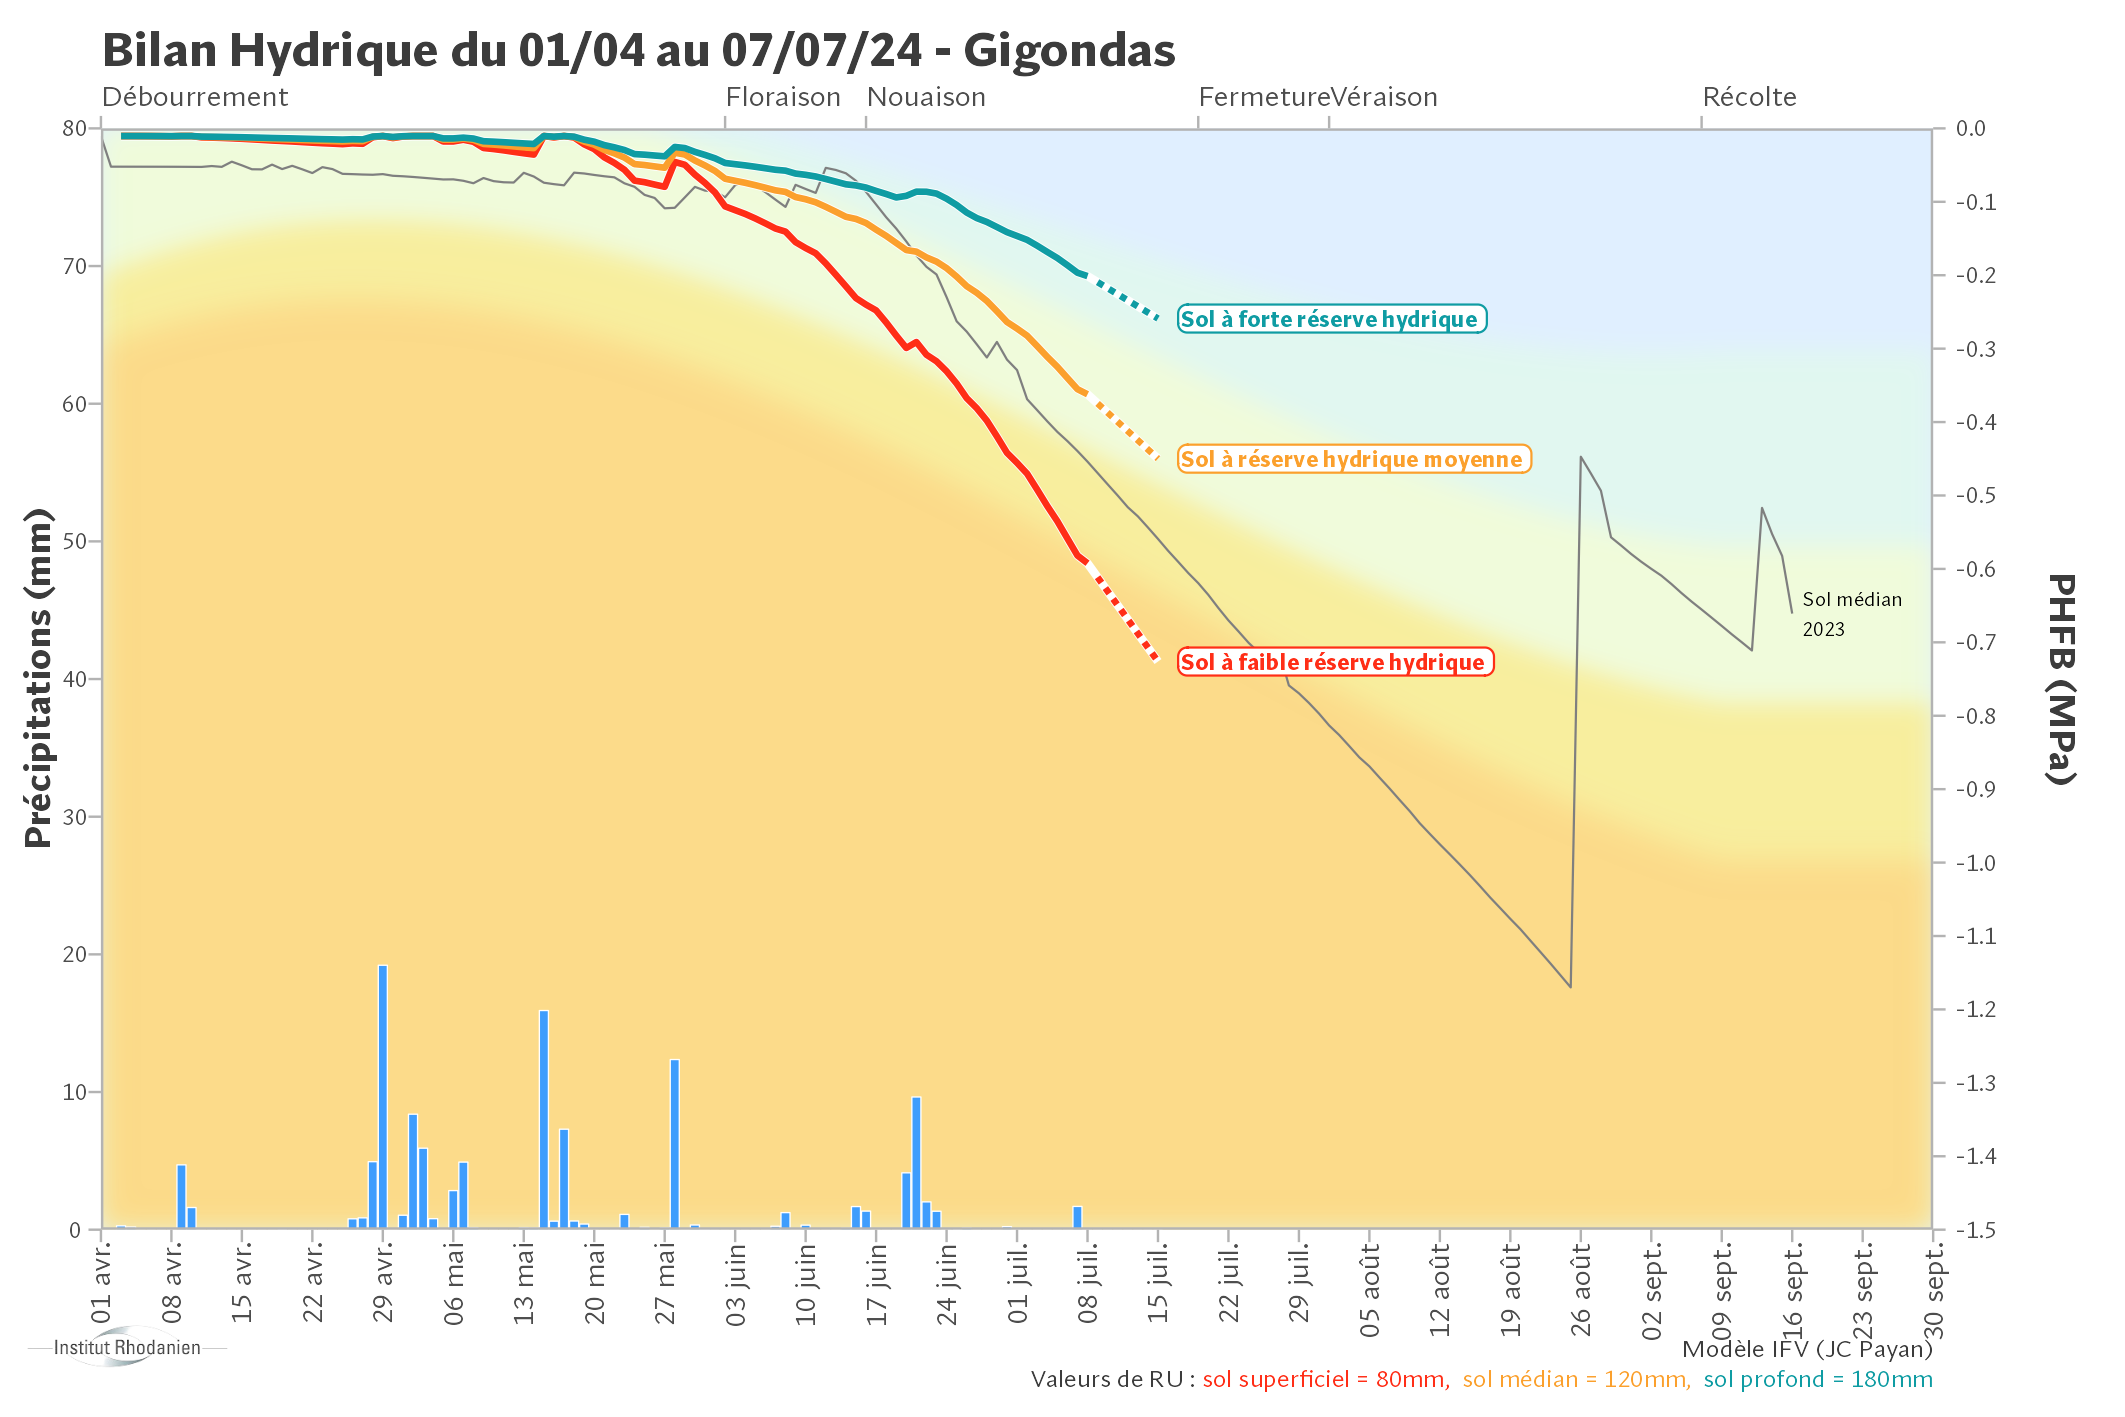 Bilan Hydrique du 01/04 au 07/07/24 - Gigondas
Débourrement Floraison Nouaison Fermeture Véraison Récolte
80 0.0
-0.1
70 -0.2
-0.3
60 -0.4
-0.5
50 -0.6
-0.7
40 -0.8
30 -0.9
-1.0
20 -1.1
-1.2
10 -1.3
-1.4
0 -1.5
Précipitations (mm)
PHFB (MPa)
Sol à forte réserve hydrique
Sol à réserve hydrique moyenne
Sol à faible réserve hydrique
Sol médian
2023
01 avr.
08 avr.
15 avr.
22 avr.
29 avr.
06 mai
13 mai
20 mai
27 mai
03 juin
10 juin
17 juin
24 juin
01 juil.
08 juil.
15 juil.
22 juil.
29 juil.
05 août
12 août
19 août
26 août
02 sept.
09 sept.
16 sept.
23 sept.
30 sept.
Institut Rhodanien
Modèle IFV (JC Payan)
Valeurs de RU : sol superficiel = 80mm, sol médian = 120mm, sol profond = 180mm